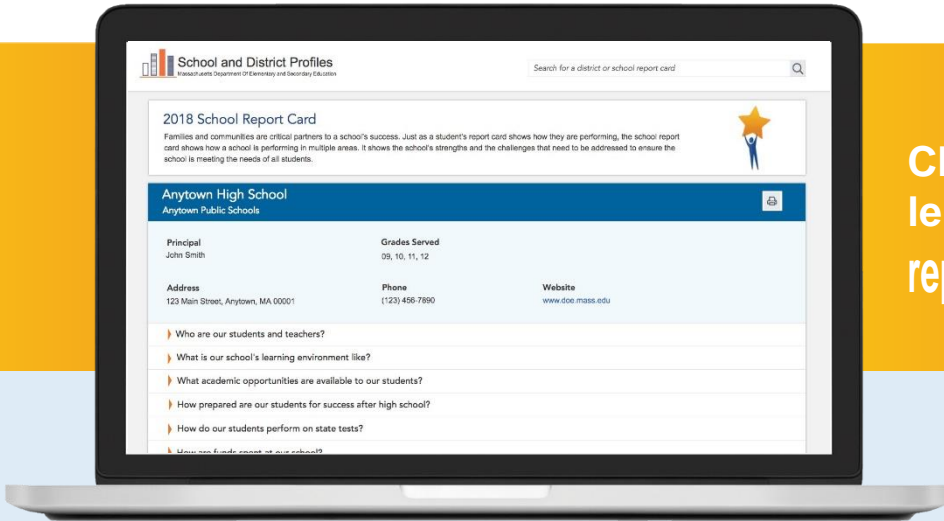 School and District Profiles
Massachusetts Department Of Elementary and Secondary Education
Search for a district or school report card
2018 School Report Card
Families and communities are critical partners to a school's success. Just as a student's report card shows how they are performing, the school report
card shows how a school is performing in multiple areas. It shows the school's strengths and the challenges that need to be addressed to ensure the
school is meeting the needs of all students.
Anytown High School
Anytown Public Schools
Principal
John Smith
Grades Served
09, 10, 11, 12
Address
123 Main Street, Anytown, MA 00001
Phone
(123) 456-7890
Website
www.doe.mass.edu
Who are our students and teachers?
What is our school's learning environment like?
What academic opportunities are available to our students?
How prepared are our students for success after high school?
How do our students perform on state tests?
How are funds spent at our school?
le